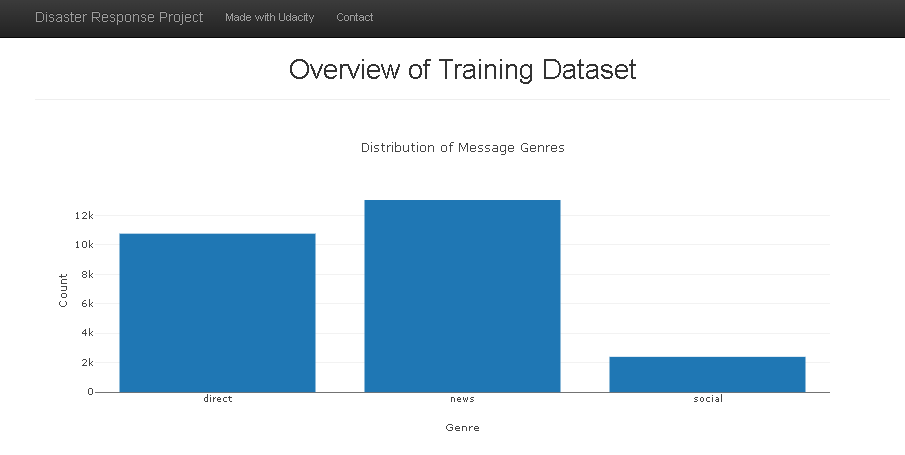 Disaster Response Project Made with Udacity Contact
Overview of Training Dataset
Distribution of Message Genres
12k
10k
8k
6k
4k
2k
0
Count
direct news social
Genre